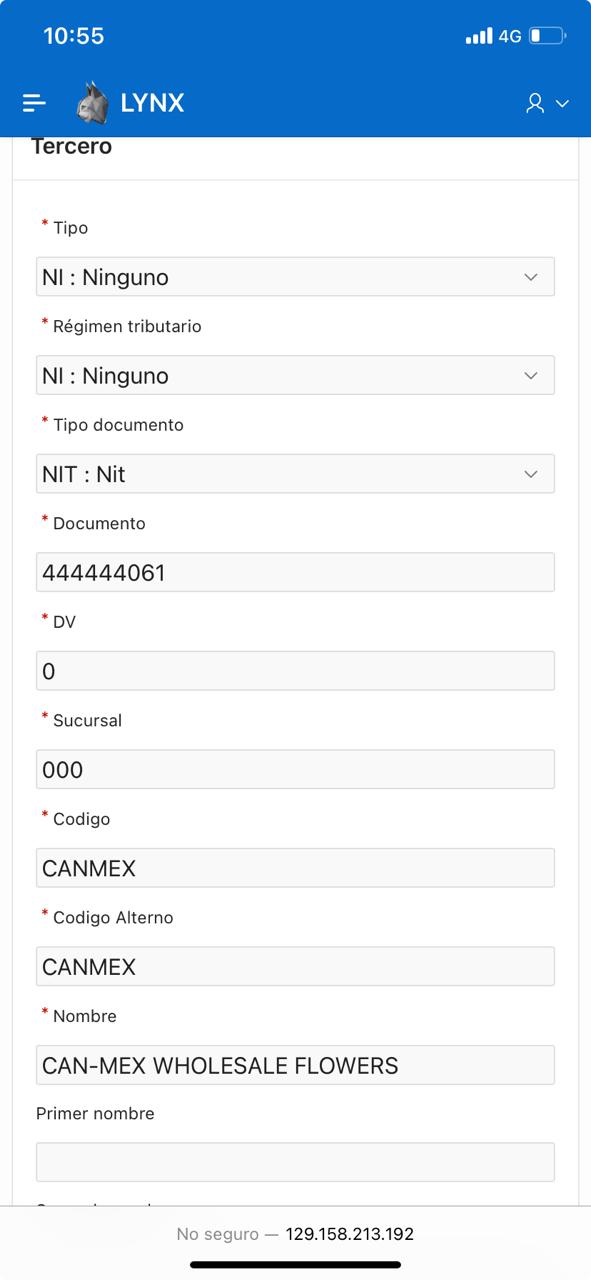 10:55
4G
LYNX
Tercero
* Tipo
NI : Ninguno
* Régimen tributario
NI : Ninguno
* Tipo documento
NIT : Nit
* Documento
444444061
* DV
0
* Sucursal
000
* Codigo
CANMEX
* Codigo Alterno
CANMEX
* Nombre
CAN-MEX WHOLESALE FLOWERS
Primer nombre
No seguro — 129.158.213.192